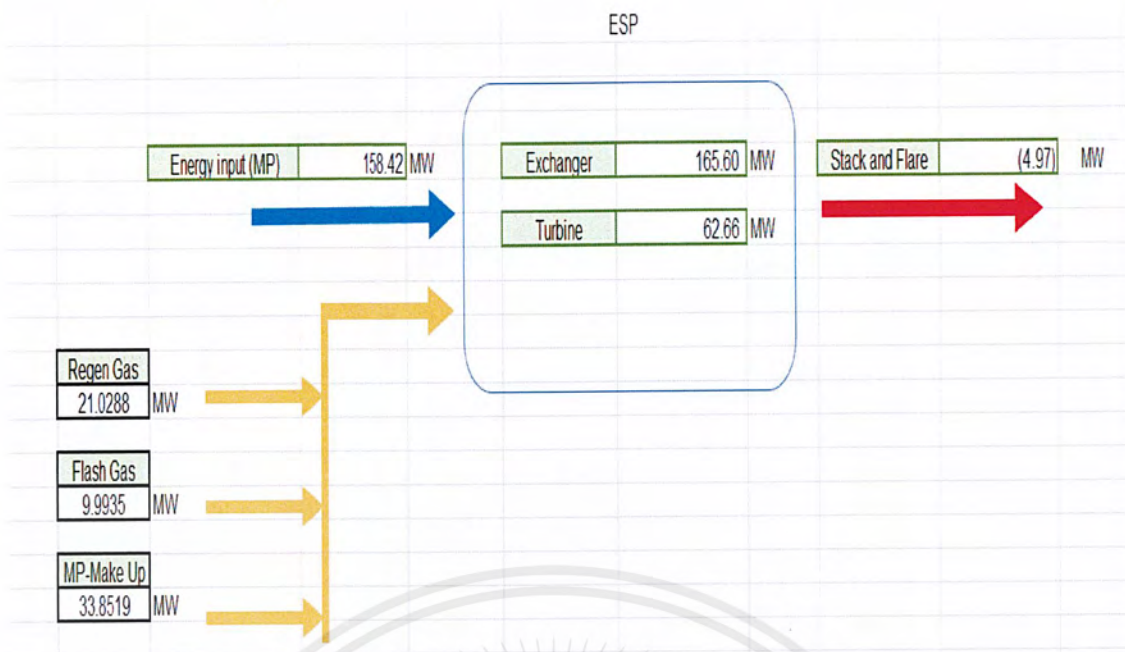 ESP
Energy input (MP) 158.42 MW
Exchanger 165.60 MW
Stack and Flare (4.97) MW
Turbine 62.66 MW
Regen Gas
21.0288 MW
Flash Gas
9.9935 MW
MP-Make Up
33.8519 MW